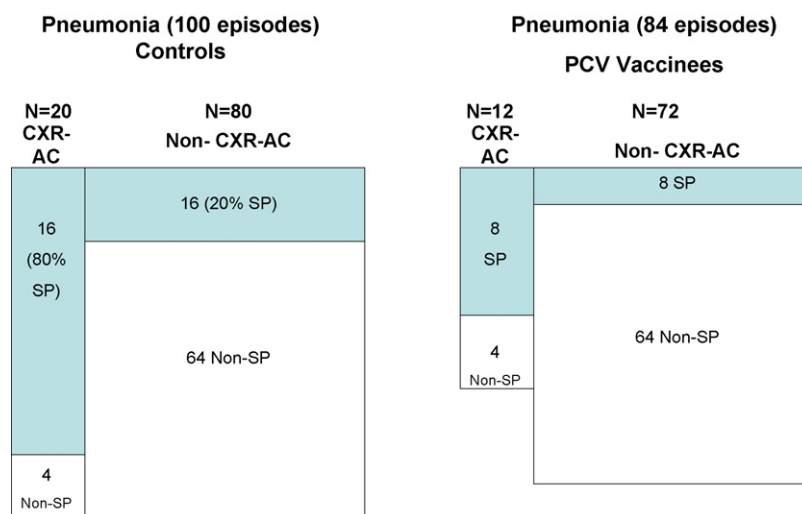 Pneumonia (100 episodes)
Controls
N=20
CXR-
AC
N=80
Non- CXR-AC
16
(80%
SP)
16 (20% SP)
64 Non-SP
4
Non-SP
Pneumonia (84 episodes)
PCV Vaccinees
N=12
CXR-
AC
N=72
Non- CXR-AC
8 SP
8
SP
64 Non-SP
4
Non-SP